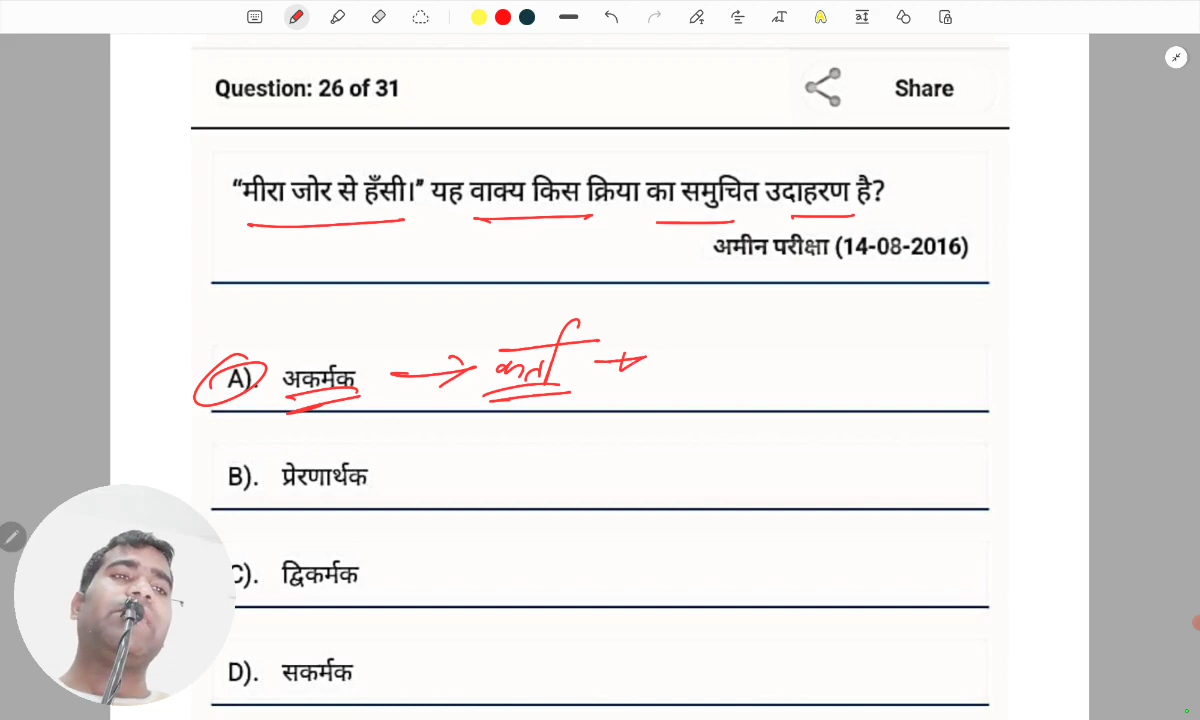 Question: 26 of 31
Share
“मीरा जोर से हँसी।” यह वाक्य किस क्रिया का समुचित उदाहरण है?
अमीन परीक्षा (14-08-2016)
A). अकर्मक → कर्ता
B). प्रेरणार्थक
C). द्विकर्मक
D). सकर्मक